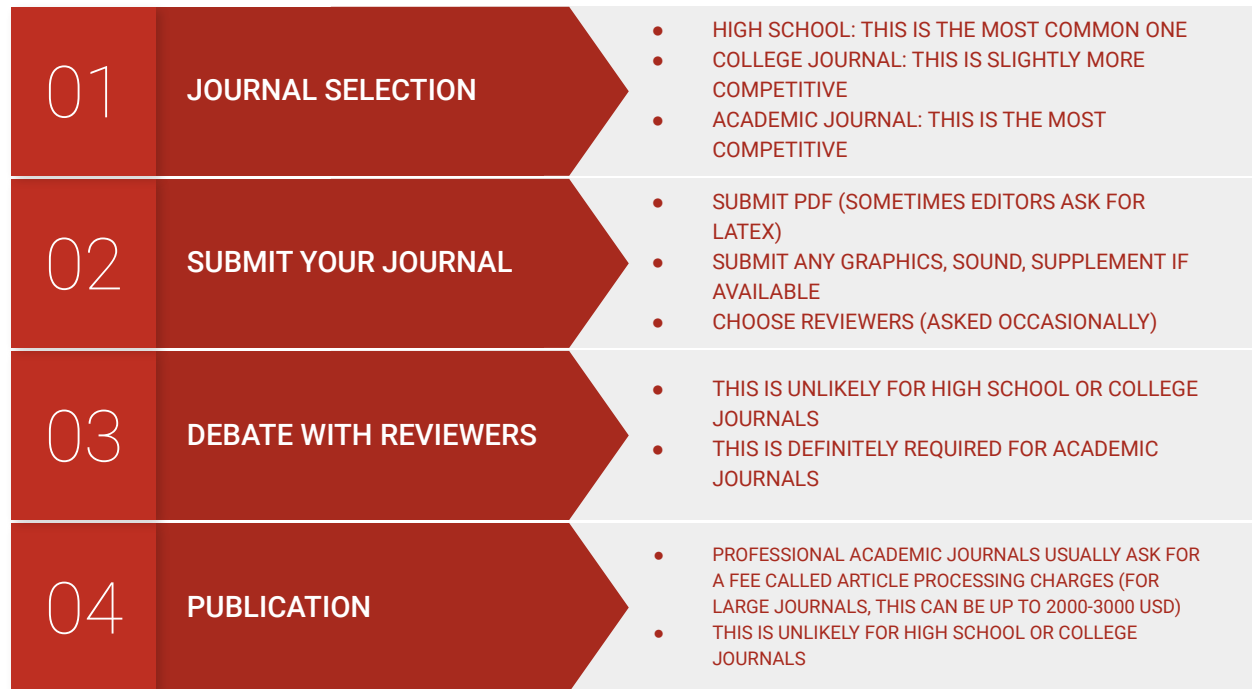 01
JOURNAL SELECTION
● HIGH SCHOOL: THIS IS THE MOST COMMON ONE
● COLLEGE JOURNAL: THIS IS SLIGHTLY MORE
COMPETITIVE
● ACADEMIC JOURNAL: THIS IS THE MOST
COMPETITIVE
02
SUBMIT YOUR JOURNAL
● SUBMIT PDF (SOMETIMES EDITORS ASK FOR
LATEX)
● SUBMIT ANY GRAPHICS, SOUND, SUPPLEMENT IF
AVAILABLE
● CHOOSE REVIEWERS (ASKED OCCASIONALLY)
03
DEBATE WITH REVIEWERS
● THIS IS UNLIKELY FOR HIGH SCHOOL OR COLLEGE
JOURNALS
● THIS IS DEFINITELY REQUIRED FOR ACADEMIC
JOURNALS
04
PUBLICATION
● PROFESSIONAL ACADEMIC JOURNALS USUALLY ASK FOR
A FEE CALLED ARTICLE PROCESSING CHARGES (FOR
LARGE JOURNALS, THIS CAN BE UP TO 2000-3000 USD)
● THIS IS UNLIKELY FOR HIGH SCHOOL OR COLLEGE
JOURNALS